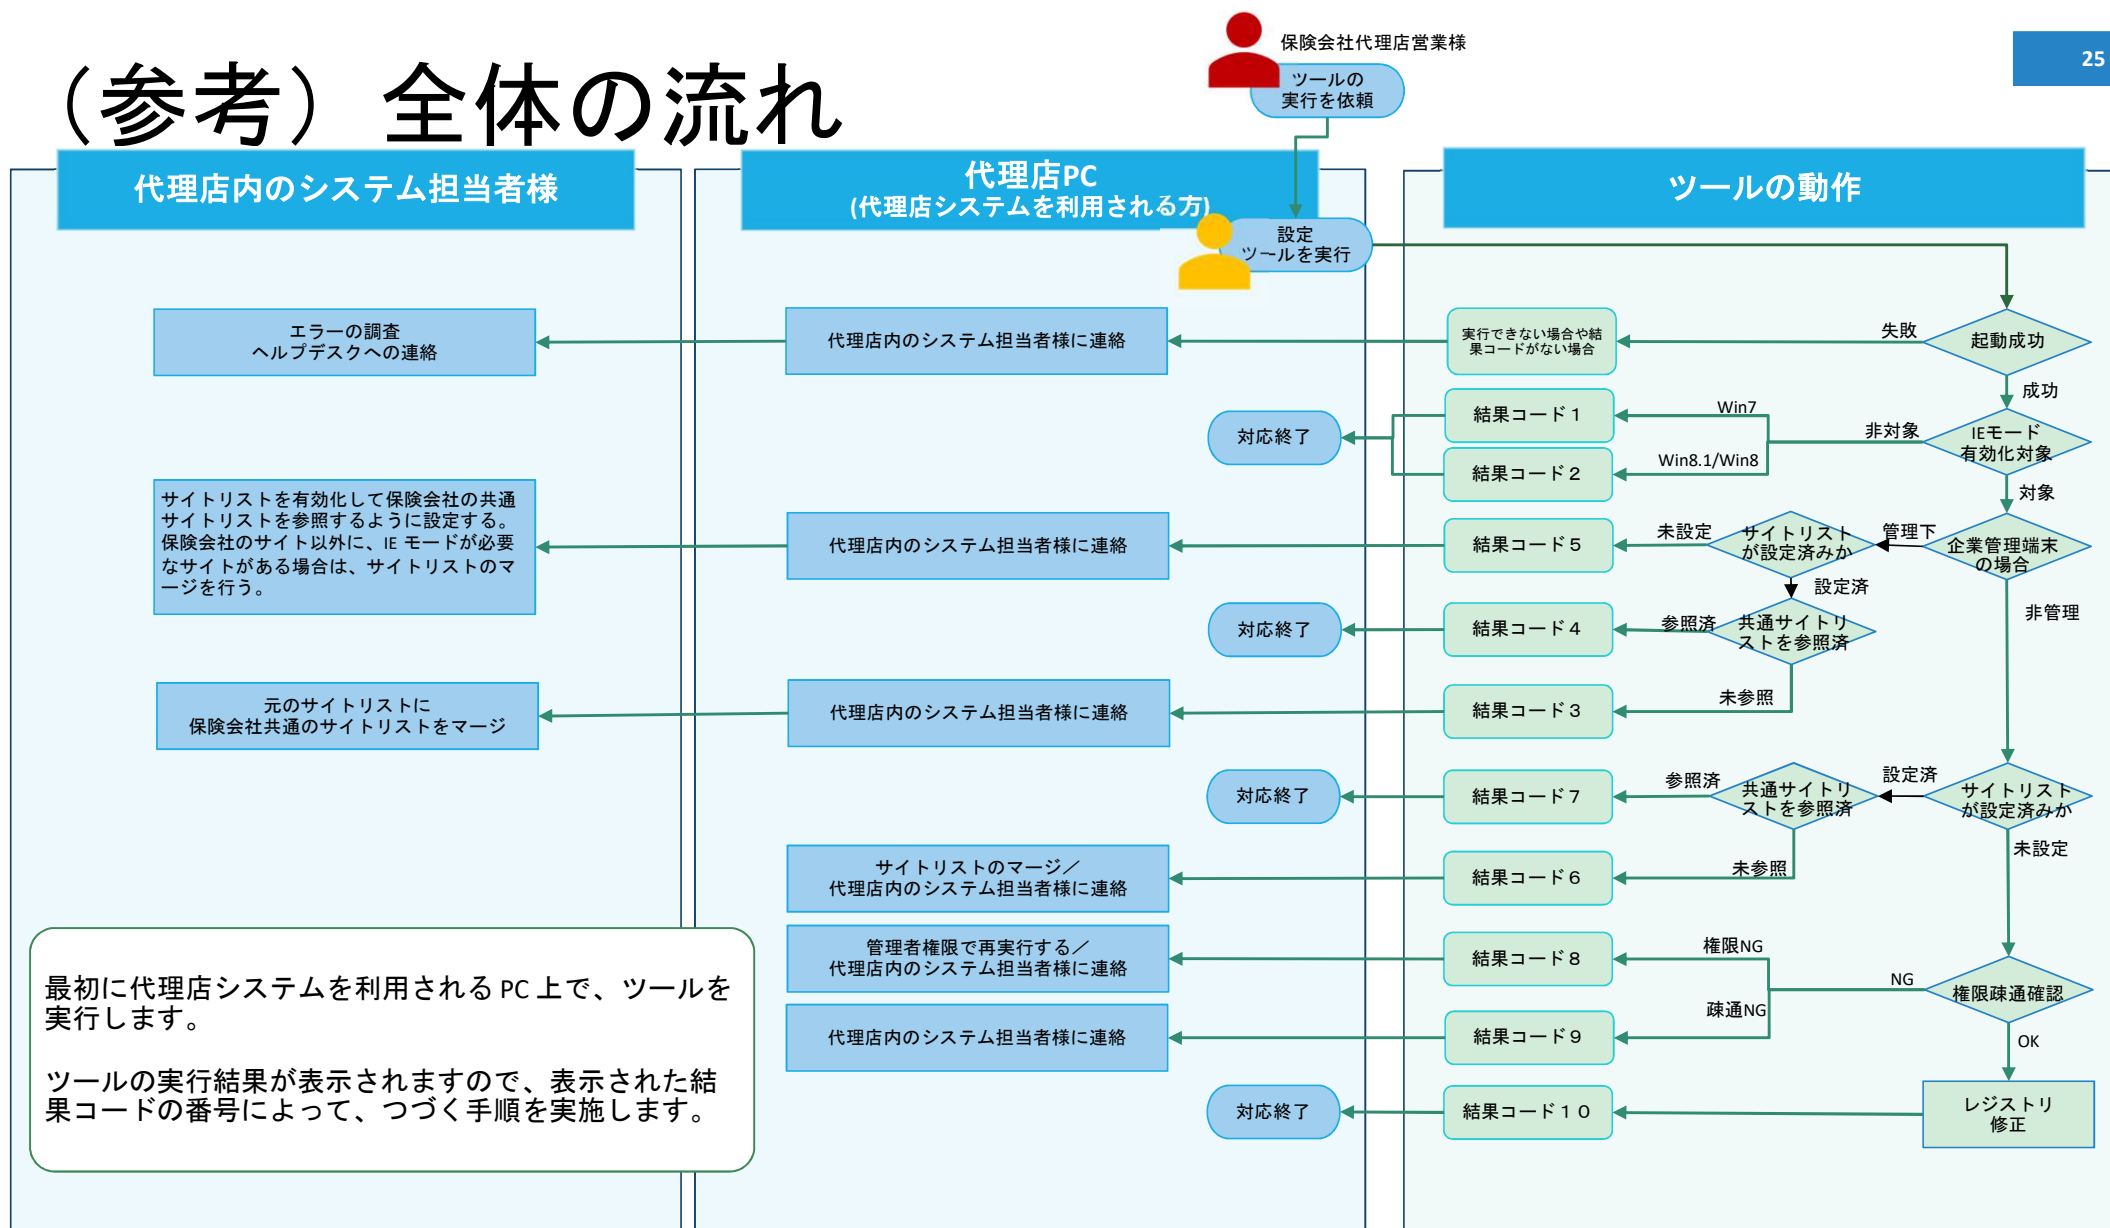 保険会社代理店営業様
25
ツールの
実行を依頼
（参考）全体の流れ
代理店内のシステム担当者様
代理店PC
(代理店システムを利用される方)
ツールの動作
設定
ツールを実行
エラーの調査
ヘルプデスクへの連絡
代理店内のシステム担当者様に連絡
実行できない場合や結
果コードがない場合
失敗
起動成功
成功
対応終了
結果コード１
Win7
結果コード２
Win8.1/Win8
非対象
IEモード
有効化対象
対象
サイトリストを有効化して保険会社の共通
サイトリストを参照するように設定する。
保険会社のサイト以外に、IE モードが必要
なサイトがある場合は、サイトリストのマ
ージを行う。
代理店内のシステム担当者様に連絡
結果コード５
未設定
サイトリスト
が設定済みか
管理下
企業管理端末
の場合
設定済
非管理
対応終了
結果コード４
参照済
共通サイトリ
ストを参照済
元のサイトリストに
保険会社共通のサイトリストをマージ
代理店内のシステム担当者様に連絡
結果コード３
未参照
対応終了
結果コード７
参照済
共通サイトリ
ストを参照済
設定済
サイトリスト
が設定済みか
未設定
サイトリストのマージ／
代理店内のシステム担当者様に連絡
結果コード６
未参照
管理者権限で再実行する／
代理店内のシステム担当者様に連絡
結果コード８
権限NG
NG
権限疎通確認
疎通NG
代理店内のシステム担当者様に連絡
結果コード９
OK
対応終了
結果コード１０
レジストリ
修正
最初に代理店システムを利用される PC 上で、ツールを
実行します。
ツールの実行結果が表示されますので、表示された結
果コードの番号によって、つづく手順を実施します。